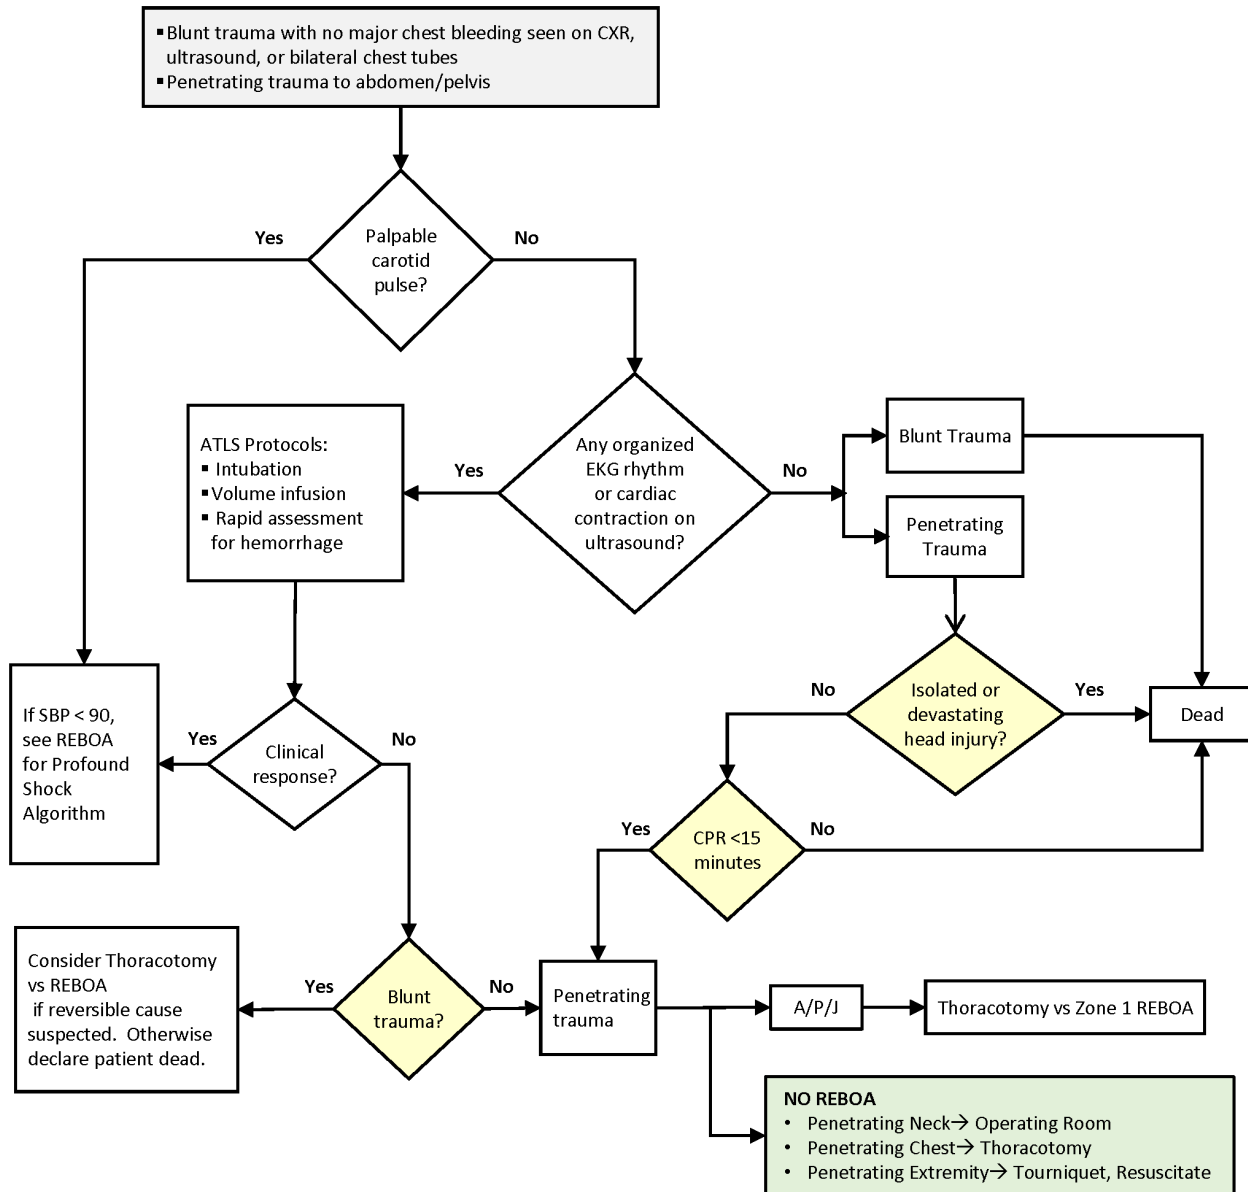 ▪Blunt trauma with no major chest bleeding seen on CXR,
ultrasound, or bilateral chest tubes
▪Penetrating trauma to abdomen/pelvis
Yes
Palpable
carotid
pulse?
No
ATLS Protocols:
▪ Intubation
▪Volume infusion
▪ Rapid assessment
for hemorrhage
Yes
Any organized
EKG rhythm
or cardiac
contraction on
ultrasound?
No
Blunt Trauma
Penetrating
Trauma
If SBP < 90,
see REBOA
for Profound
Shock
Algorithm
Yes
Clinical
response?
No
No
Isolated or
devastating
head injury?
Yes
Dead
Yes
CPR <15
minutes
No
Consider Thoracotomy
vs REBOA
if reversible cause
suspected. Otherwise
declare patient dead.
Yes
Blunt
trauma?
No
Penetrating
trauma
A/P/J
Thoracotomy vs Zone 1 REBOA
NO REBOA
• Penetrating Neck→ Operating Room
• Penetrating Chest→ Thoracotomy
• Penetrating Extremity→ Tourniquet, Resuscitate